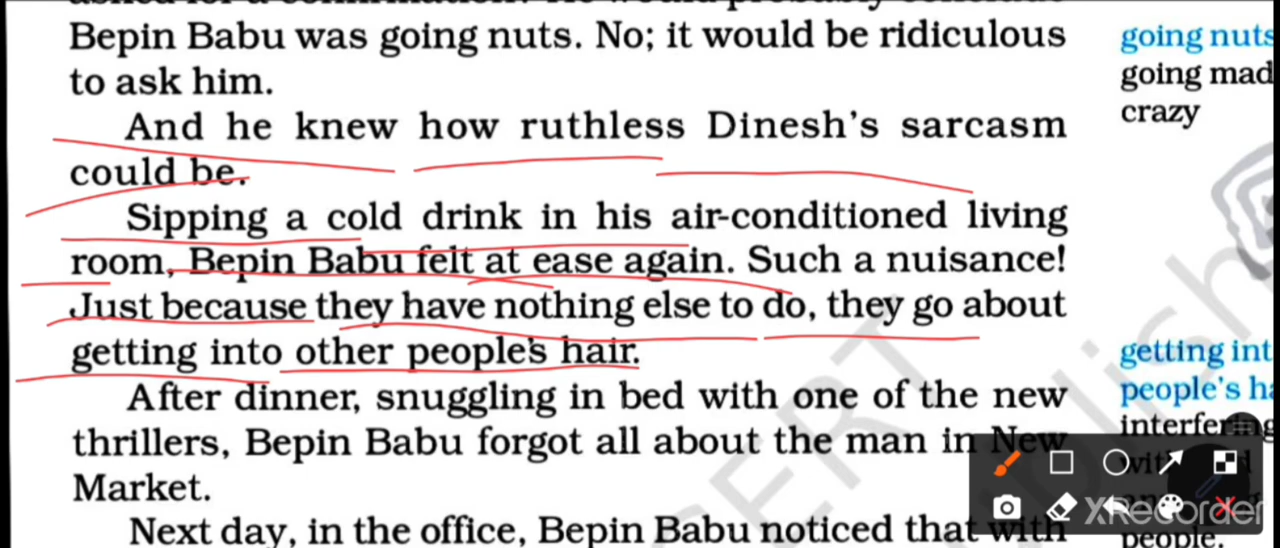 Bepin Babu was going nuts. No; it would be ridiculous
to ask him.
And he knew how ruthless Dinesh's sarcasm
could be.
Sipping a cold drink in his air-conditioned living
room, Bepin Babu felt at ease again. Such a nuisance!
Just because they have nothing else to do, they go about
getting into other people's hair.
After dinner, snuggling in bed with one of the new
thrillers, Bepin Babu forgot all about the man in New
Market.
Next day, in the office, Bepin Babu noticed that with
going nuts
going mad
crazy
getting int
people's ha
interfering
people.
XRecorder